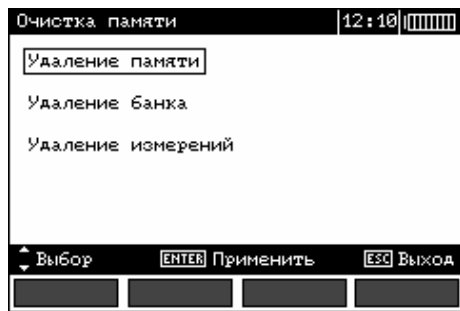 Очистка памяти 12:10
Удаление памяти
Удаление банка
Удаление измерений
Выбор ENTER Применить ESC Выход